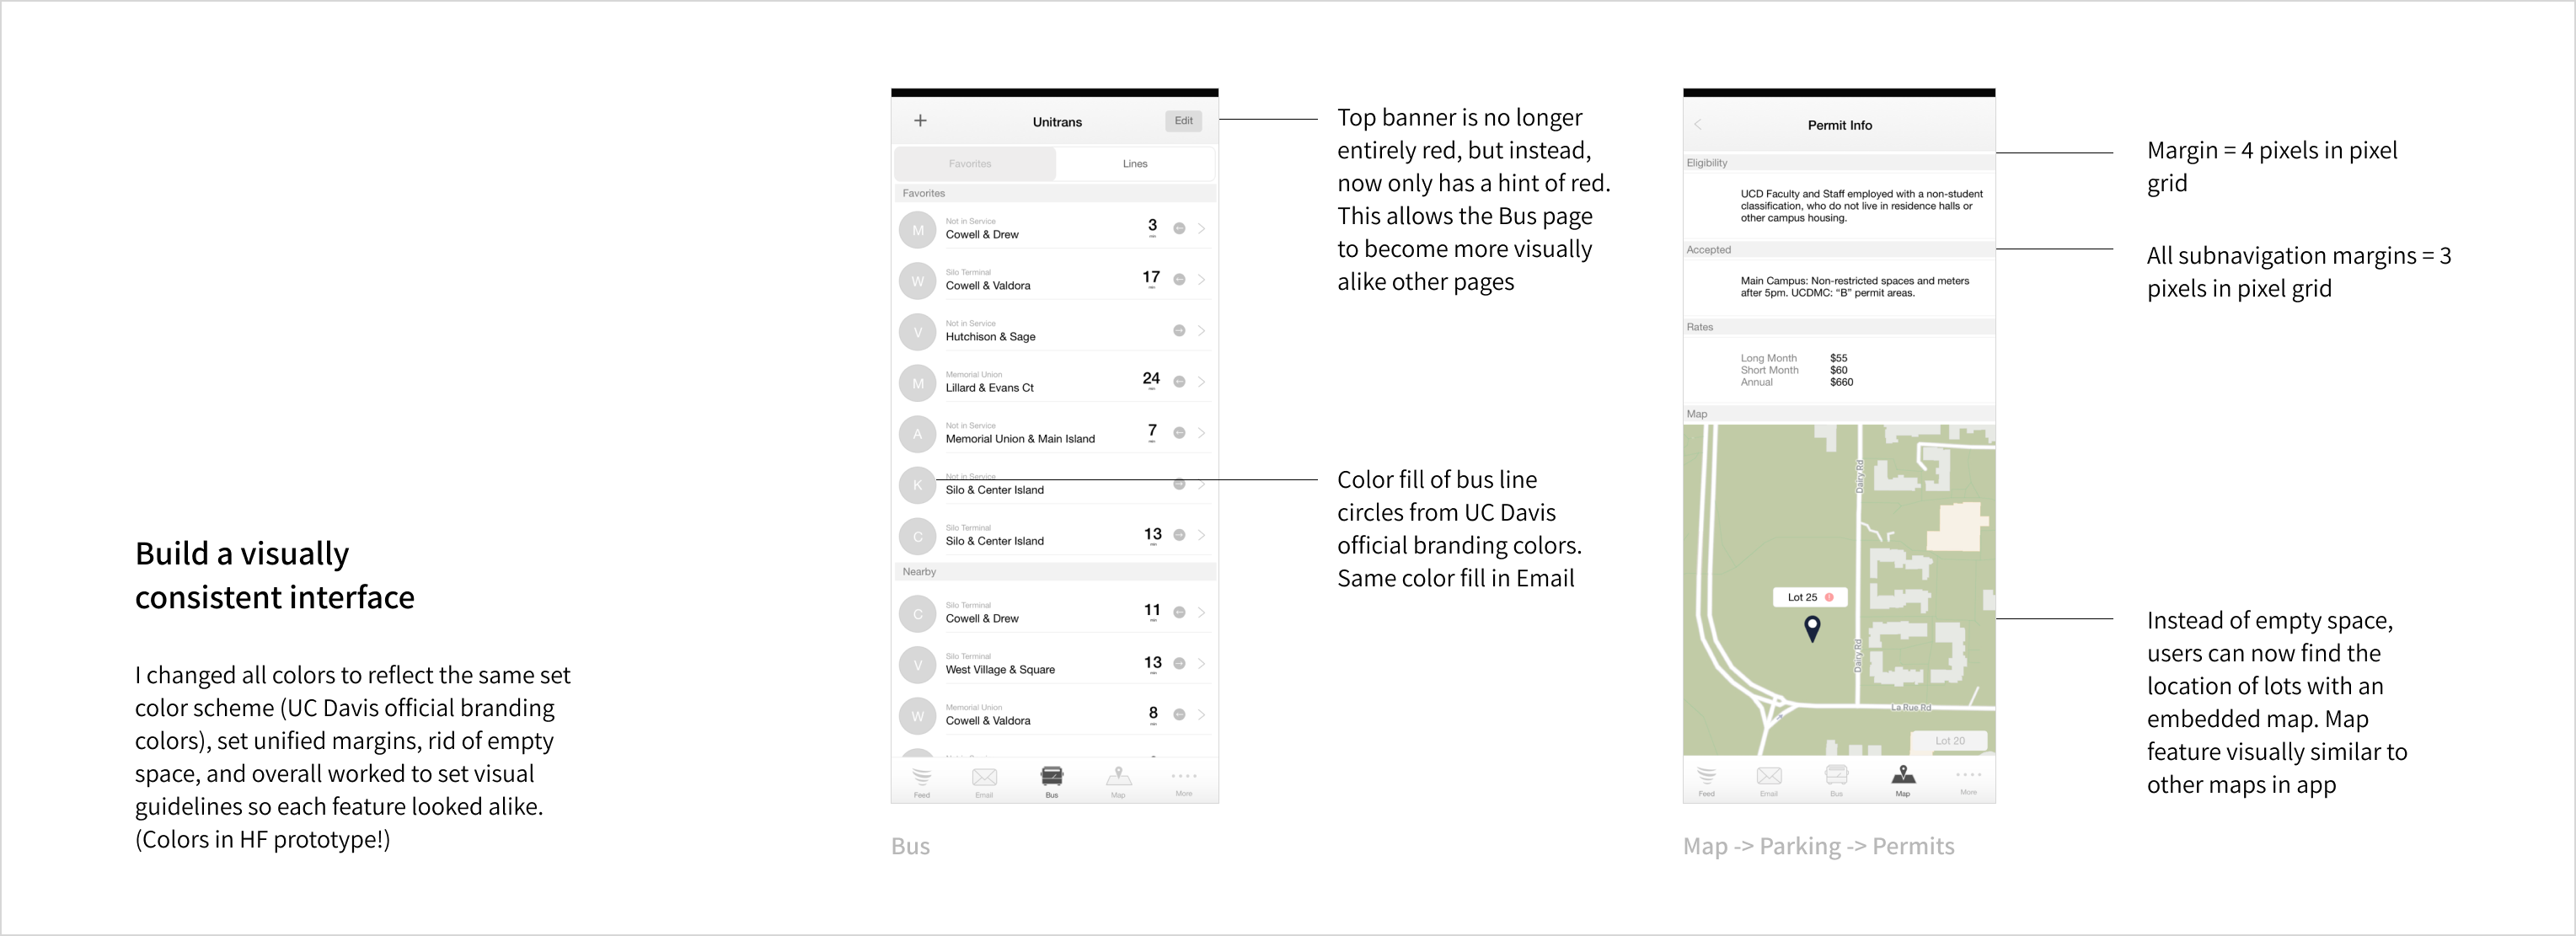 Build a visually
consistent interface
I changed all colors to reflect the same set
color scheme (UC Davis official branding
colors), set unified margins, rid of empty
space, and overall worked to set visual
guidelines so each feature looked alike.
(Colors in HF prototype!)
+ Unitrans Edit
Favorites Lines
Favorites
M Not in Service
Cowell & Drew 3 min
W Silo Terminal
Cowell & Valdora 17 min
V Not in Service
Hutchison & Sage
M Memorial Union
Lillard & Evans Ct 24 min
A Not in Service
Memorial Union & Main Island 7 min
K Not in Service
Silo & Center Island
C Silo Terminal
Silo & Center Island 13 min
Nearby
C Silo Terminal
Cowell & Drew 11 min
V Silo Terminal
West Village & Square 13 min
W Memorial Union
Cowell & Valdora 8 min
Feed Email Bus Map More
Bus
Top banner is no longer
entirely red, but instead,
now only has a hint of red.
This allows the Bus page
to become more visually
alike other pages
Color fill of bus line
circles from UC Davis
official branding colors.
Same color fill in Email
Permit Info
Eligibility
UCD Faculty and Staff employed with a non-student
classification, who do not live in residence halls or
other campus housing.
Accepted
Main Campus: Non-restricted spaces and meters
after 5pm. UCDMC: “B” permit areas.
Rates
Long Month $55
Short Month $60
Annual $660
Map
Dairy Rd
Lot 25
Dairy Rd
La Rue Rd
Lot 20
Feed Email Bus Map More
Map -> Parking -> Permits
Margin = 4 pixels in pixel
grid
All subnavigation margins = 3
pixels in pixel grid
Instead of empty space,
users can now find the
location of lots with an
embedded map. Map
feature visually similar to
other maps in app